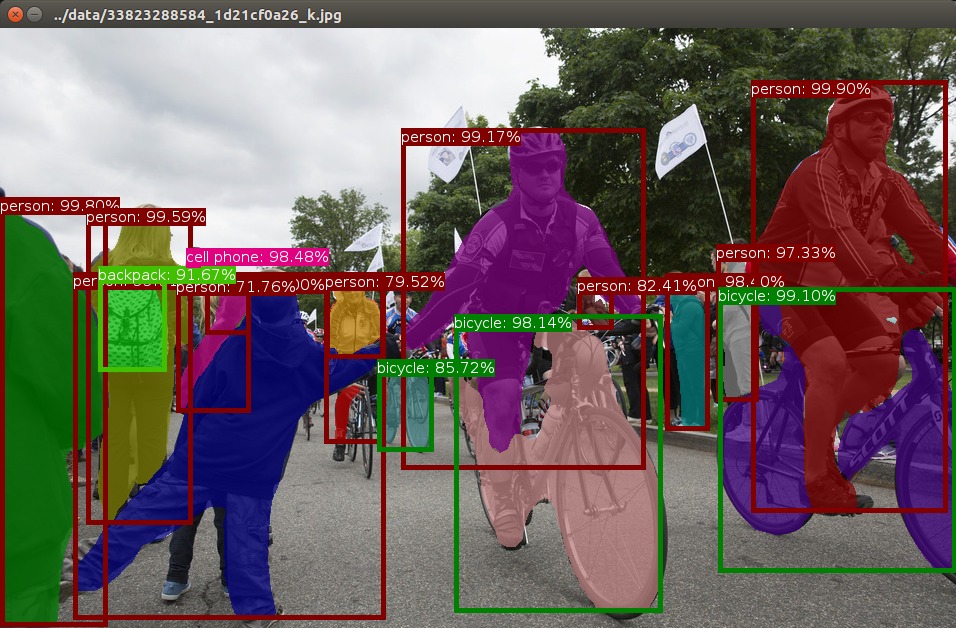 ../data/33823288584_1d21cf0a26_k.jpg
person: 99.90%
person: 99.17%
person: 99.80%
person: 99.59%
person: 97.33%
cell phone: 98.48%
backpack: 91.67%
person: 71.76%
person: 79.52%
person: 82.41%
bicycle: 99.10%
bicycle: 98.14%
bicycle: 85.72%
SCOTT